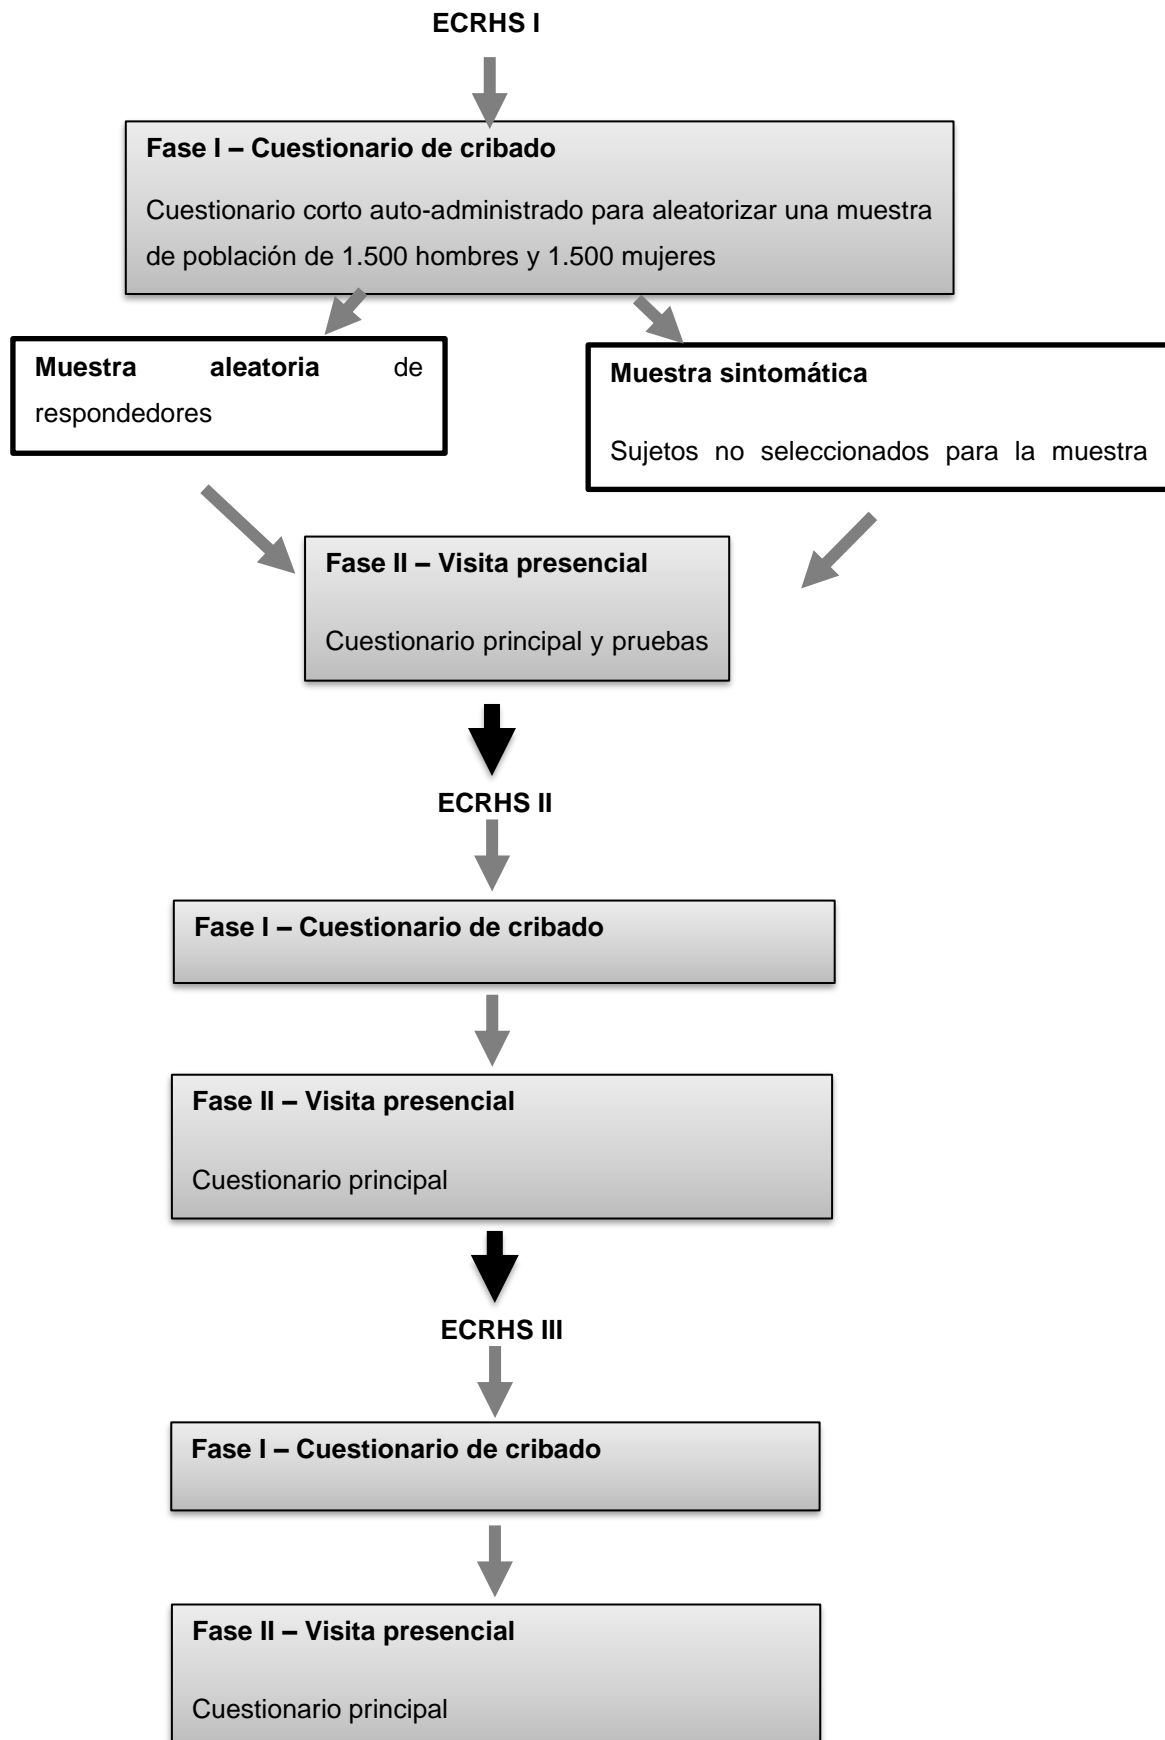 ECRHS I
Fase I – Cuestionario de cribado
Cuestionario corto auto-administrado para aleatorizar una muestra
de población de 1.500 hombres y 1.500 mujeres
Muestra aleatoria de
respondedores
Muestra sintomática
Sujetos no seleccionados para la muestra
Fase II – Visita presencial
Cuestionario principal y pruebas
ECRHS II
Fase I – Cuestionario de cribado
Fase II – Visita presencial
Cuestionario principal
ECRHS III
Fase I – Cuestionario de cribado
Fase II – Visita presencial
Cuestionario principal